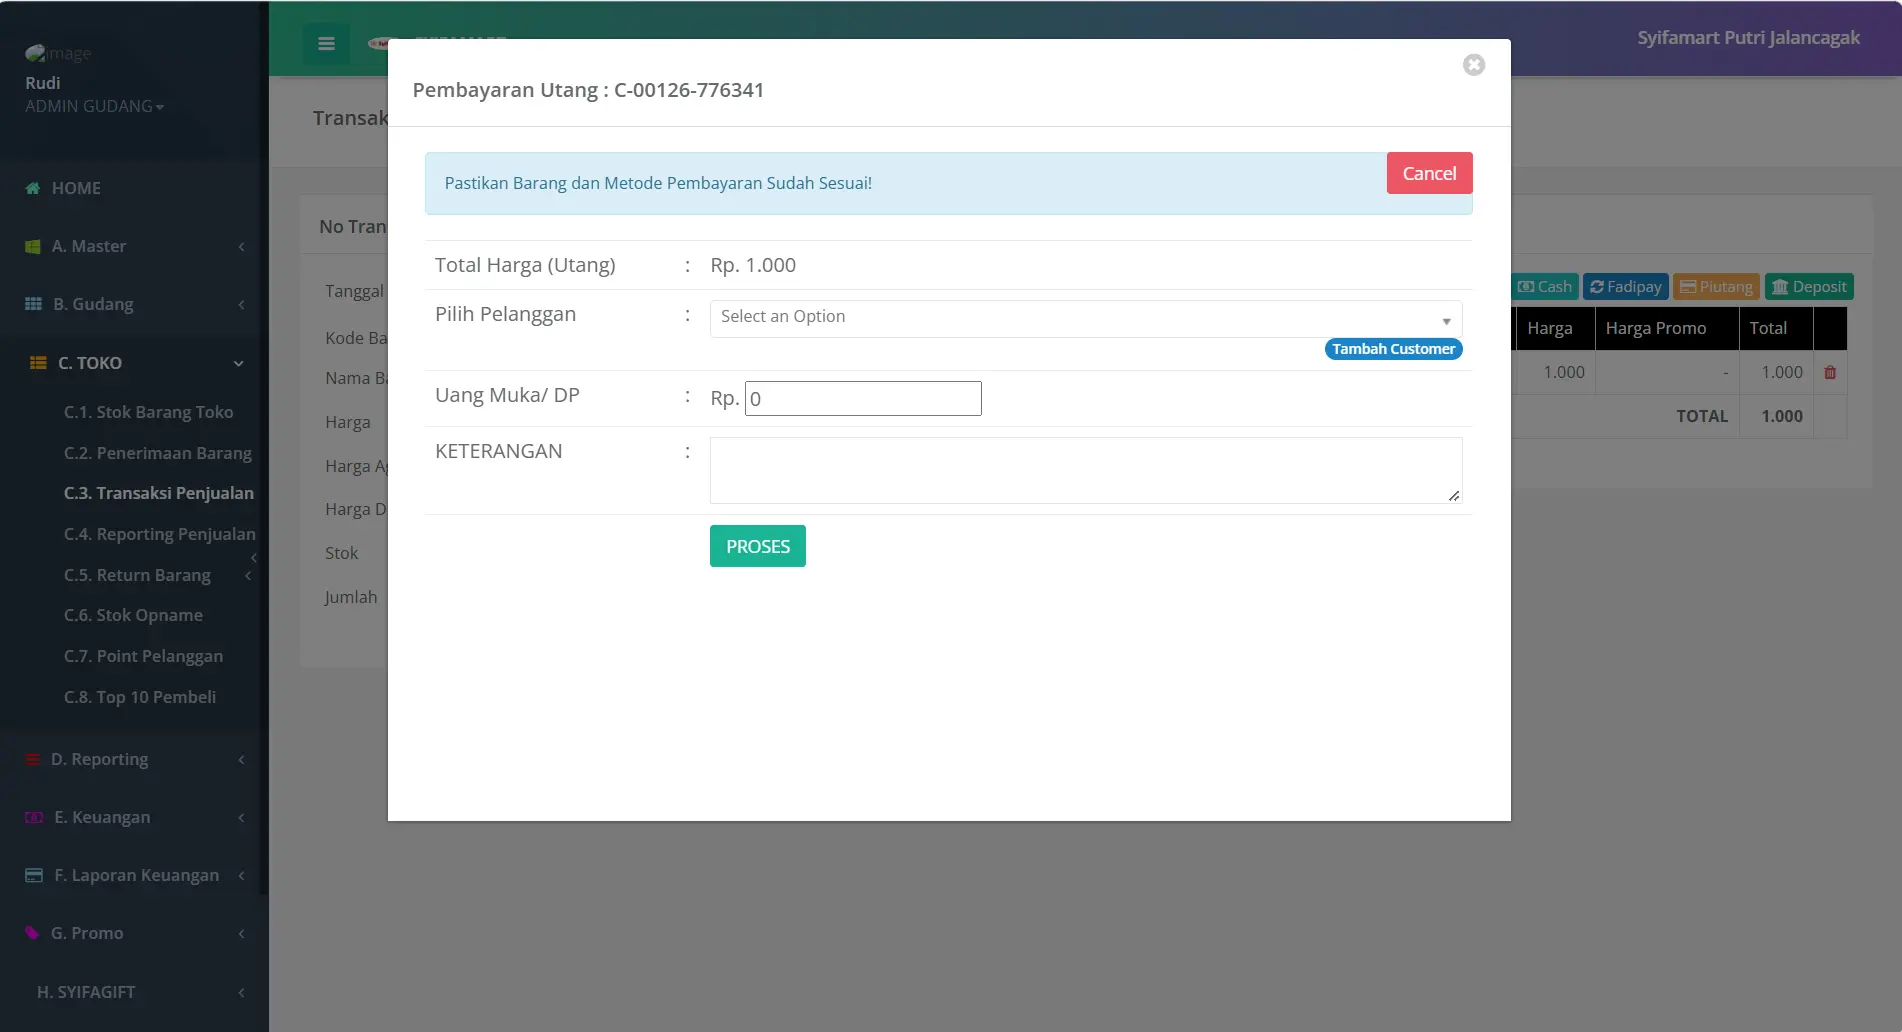 image
Rudi
ADMIN GUDANG
HOME
A. Master
B. Gudang
C. TOKO
C.1. Stok Barang Toko
C.2. Penerimaan Barang
C.3. Transaksi Penjualan
C.4. Reporting Penjualan
C.5. Return Barang
C.6. Stok Opname
C.7. Point Pelanggan
C.8. Top 10 Pembeli
D. Reporting
E. Keuangan
F. Laporan Keuangan
G. Promo
H. SYIFAGIFT
Syifamart Putri Jalancagak
No Tran
Tanggal
Nama
Harga
Harga
Harga
Stok
Jumlah
Pembayaran Utang : C-00126-776341
Pastikan Barang dan Metode Pembayaran Sudah Sesuai!
Cancel
Total Harga (Utang) : Rp. 1.000
Pilih Pelanggan : Select an Option
Tambah Customer
Uang Muka/ DP : Rp. 0
KETERANGAN :
PROSES
Cash Fadipay Piutang Deposit
Harga Harga Promo Total
1.000 - 1.000
TOTAL 1.000